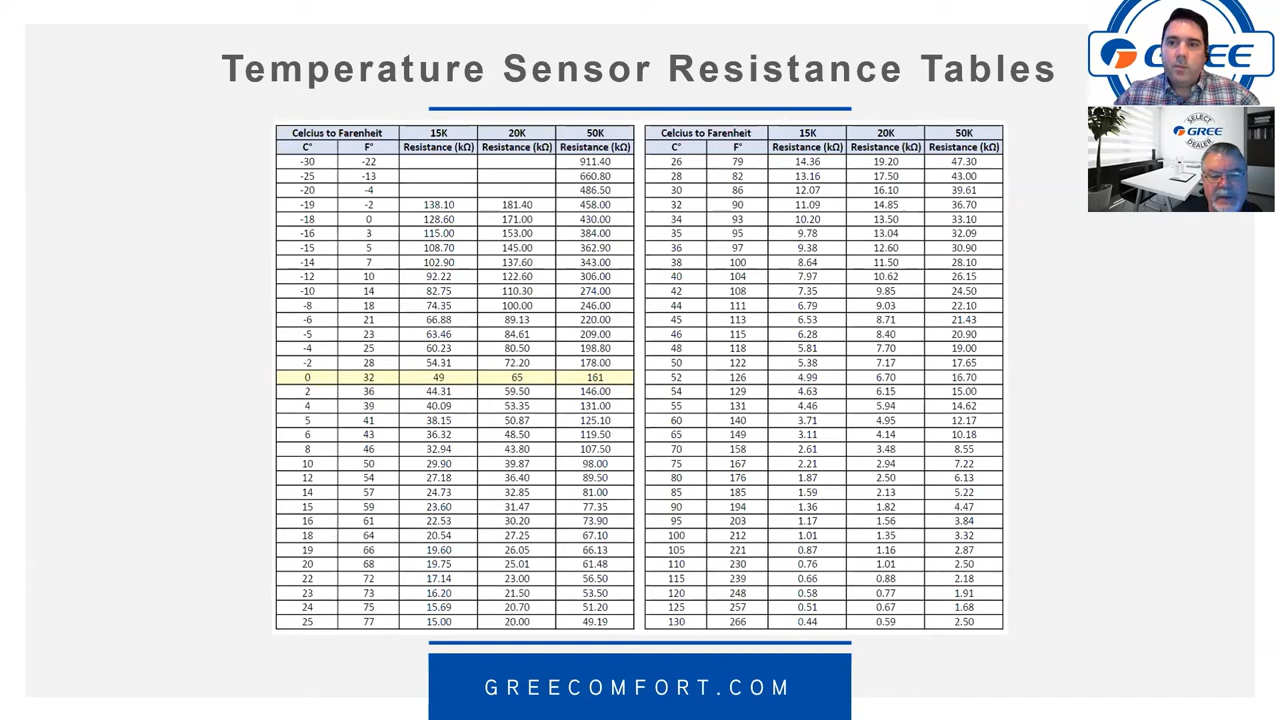 Temperature Sensor Resistance Tables
GREE
SELECT
GREE
DEALER
Celcius to Farenheit 15K 20K 50K
C° F° Resistance (kΩ) Resistance (kΩ) Resistance (kΩ)
-30 -22 911.40
-25 -13 660.80
-20 -4 486.50
-19 -2 138.10 181.40 458.00
-18 0 128.60 171.00 430.00
-16 3 115.00 153.00 384.00
-15 5 108.70 145.00 362.90
-14 7 102.90 137.60 343.00
-12 10 92.22 122.60 306.00
-10 14 82.75 110.30 274.00
-8 18 74.35 100.00 246.00
-6 21 66.88 89.13 220.00
-5 23 63.46 84.61 209.00
-4 25 60.23 80.50 198.80
-2 28 54.31 72.20 178.00
0 32 49 65 161
2 36 44.31 59.50 146.00
4 39 40.09 53.35 131.00
5 41 38.15 50.87 125.10
6 43 36.32 48.50 119.50
8 46 32.94 43.80 107.50
10 50 29.90 39.87 98.00
12 54 27.18 36.40 89.50
14 57 24.73 32.85 81.00
15 59 23.60 31.47 77.35
16 61 22.53 30.20 73.90
18 64 20.54 27.25 67.10
19 66 19.60 26.05 66.13
20 68 19.75 25.01 61.48
22 72 17.14 23.00 56.50
23 73 16.20 21.50 53.50
24 75 15.69 20.70 51.20
25 77 15.00 20.00 49.19
Celcius to Farenheit 15K 20K 50K
C° F° Resistance (kΩ) Resistance (kΩ) Resistance (kΩ)
26 79 14.36 19.20 47.30
28 82 13.16 17.50 43.00
30 86 12.07 16.10 39.61
32 90 11.09 14.85 36.70
34 93 10.20 13.50 33.10
35 95 9.78 13.04 32.09
36 97 9.38 12.60 30.90
38 100 8.64 11.50 28.10
40 104 7.97 10.62 26.15
42 108 7.35 9.85 24.50
44 111 6.79 9.03 22.10
45 113 6.53 8.71 21.43
46 115 6.28 8.40 20.90
48 118 5.81 7.70 19.00
50 122 5.38 7.17 17.65
52 126 4.99 6.70 16.70
54 129 4.63 6.15 15.00
55 131 4.46 5.94 14.62
60 140 3.71 4.95 12.17
65 149 3.11 4.14 10.18
70 158 2.61 3.48 8.55
75 167 2.21 2.94 7.22
80 176 1.87 2.50 6.13
85 185 1.59 2.13 5.22
90 194 1.36 1.82 4.47
95 203 1.17 1.56 3.84
100 212 1.01 1.35 3.32
105 221 0.87 1.16 2.87
110 230 0.76 1.01 2.50
115 239 0.66 0.88 2.18
120 248 0.58 0.77 1.91
125 257 0.51 0.67 1.68
130 266 0.44 0.59 2.50
GREECOMFORT.COM